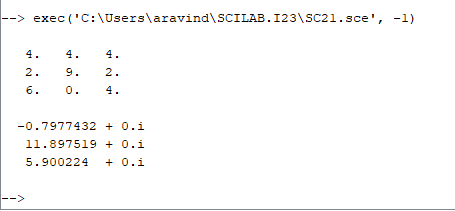 --> exec('C:\Users\aravind\SCILAB.I23\SC21.sce', -1)
4. 4. 4.
2. 9. 2.
6. 0. 4.
-0.7977432 + 0.i
11.897519 + 0.i
5.900224 + 0.i
-->